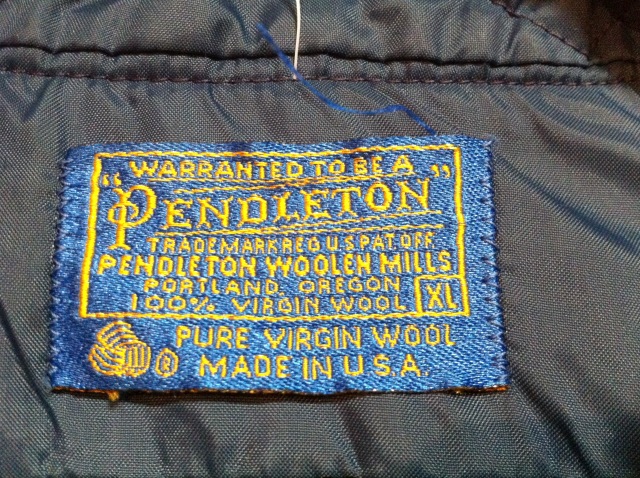 WARRANTED TO BE A
"PENDLETON"
TRADEMARK REG U.S. PAT. OFF.
PENDLETON WOOLEN MILLS
PORTLAND, OREGON
100% VIRGIN WOOL XL
PURE VIRGIN WOOL
® MADE IN U.S.A.